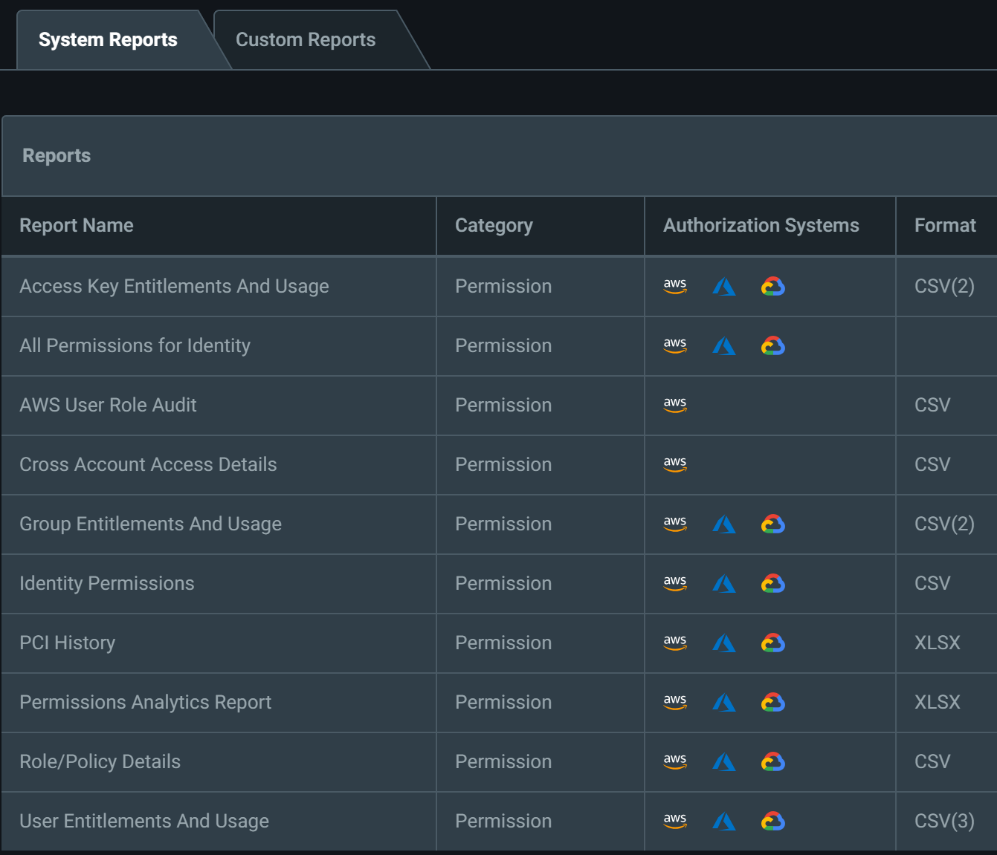 System Reports Custom Reports
Reports
Report Name Category Authorization Systems Format
Access Key Entitlements And Usage Permission aws CSV(2)
All Permissions for Identity Permission aws
AWS User Role Audit Permission aws CSV
Cross Account Access Details Permission aws CSV
Group Entitlements And Usage Permission aws CSV(2)
Identity Permissions Permission aws CSV
PCI History Permission aws XLSX
Permissions Analytics Report Permission aws XLSX
Role/Policy Details Permission aws CSV
User Entitlements And Usage Permission aws CSV(3)